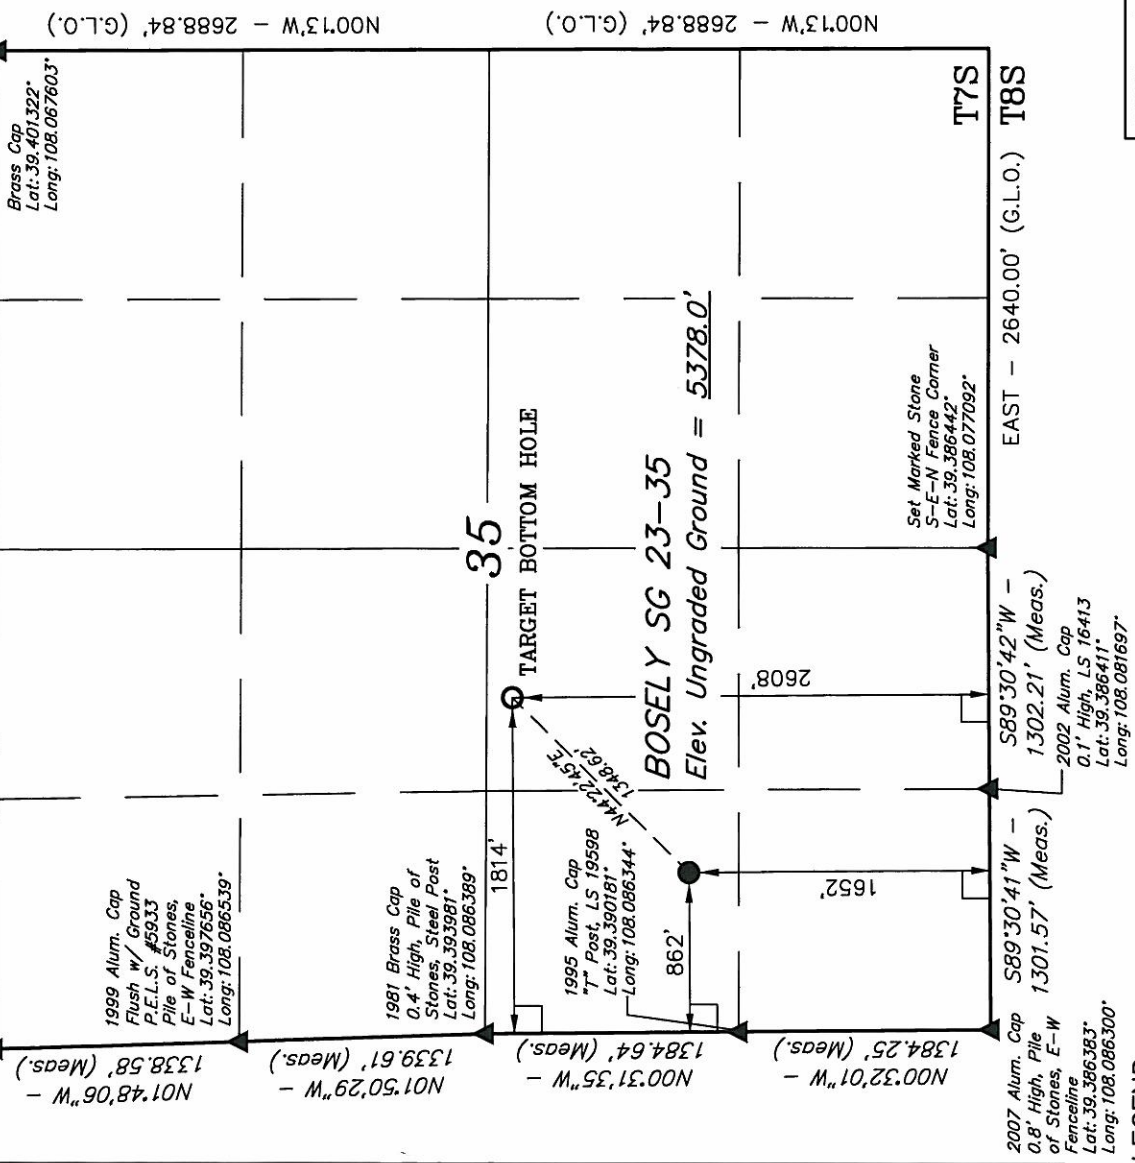 N00°13'W - 2688.84' (G.L.O.)
N00°13'W - 2688.84' (G.L.O.)
Brass Cap
Lat: 39.401322°
Long: 108.067603°
T7S
T8S
EAST - 2640.00' (G.L.O.)
35
TARGET BOTTOM HOLE
BOSELY SG 23-35
Elev. Ungraded Ground = 5378.0'
Set Marked Stone
S-E-N Fence Corner
Lat: 39.386442°
Long: 108.077092°
2608'
N44°22'45"E
1348.62'
1814'
1652'
862'
S89°30'42"W -
1302.21' (Meas.)
2002 Alum. Cap
0.1' High, LS 16413
Lat: 39.386411°
Long: 108.081697°
S89°30'41"W -
1301.57' (Meas.)
1999 Alum. Cap
Flush w/ Ground
P.E.L.S. #5933
Pile of Stones,
E-W Fenceline
Lat: 39.397656°
Long: 108.086539°
1981 Brass Cap
0.4' High, Pile of
Stones, Steel Post
Lat: 39.393981°
Long: 108.086389°
1995 Alum. Cap
"T" Post, LS 19598
Lat: 39.390181°
Long: 108.086344°
2007 Alum. Cap
0.8' High, Pile
of Stones, E-W
Fenceline
Lat: 39.386383°
Long: 108.086300°
N01°48'06"W -
1338.58' (Meas.)
N01°50'29"W -
1339.61' (Meas.)
N00°31'35"W -
1384.64' (Meas.)
N00°32'01"W -
1384.25' (Meas.)